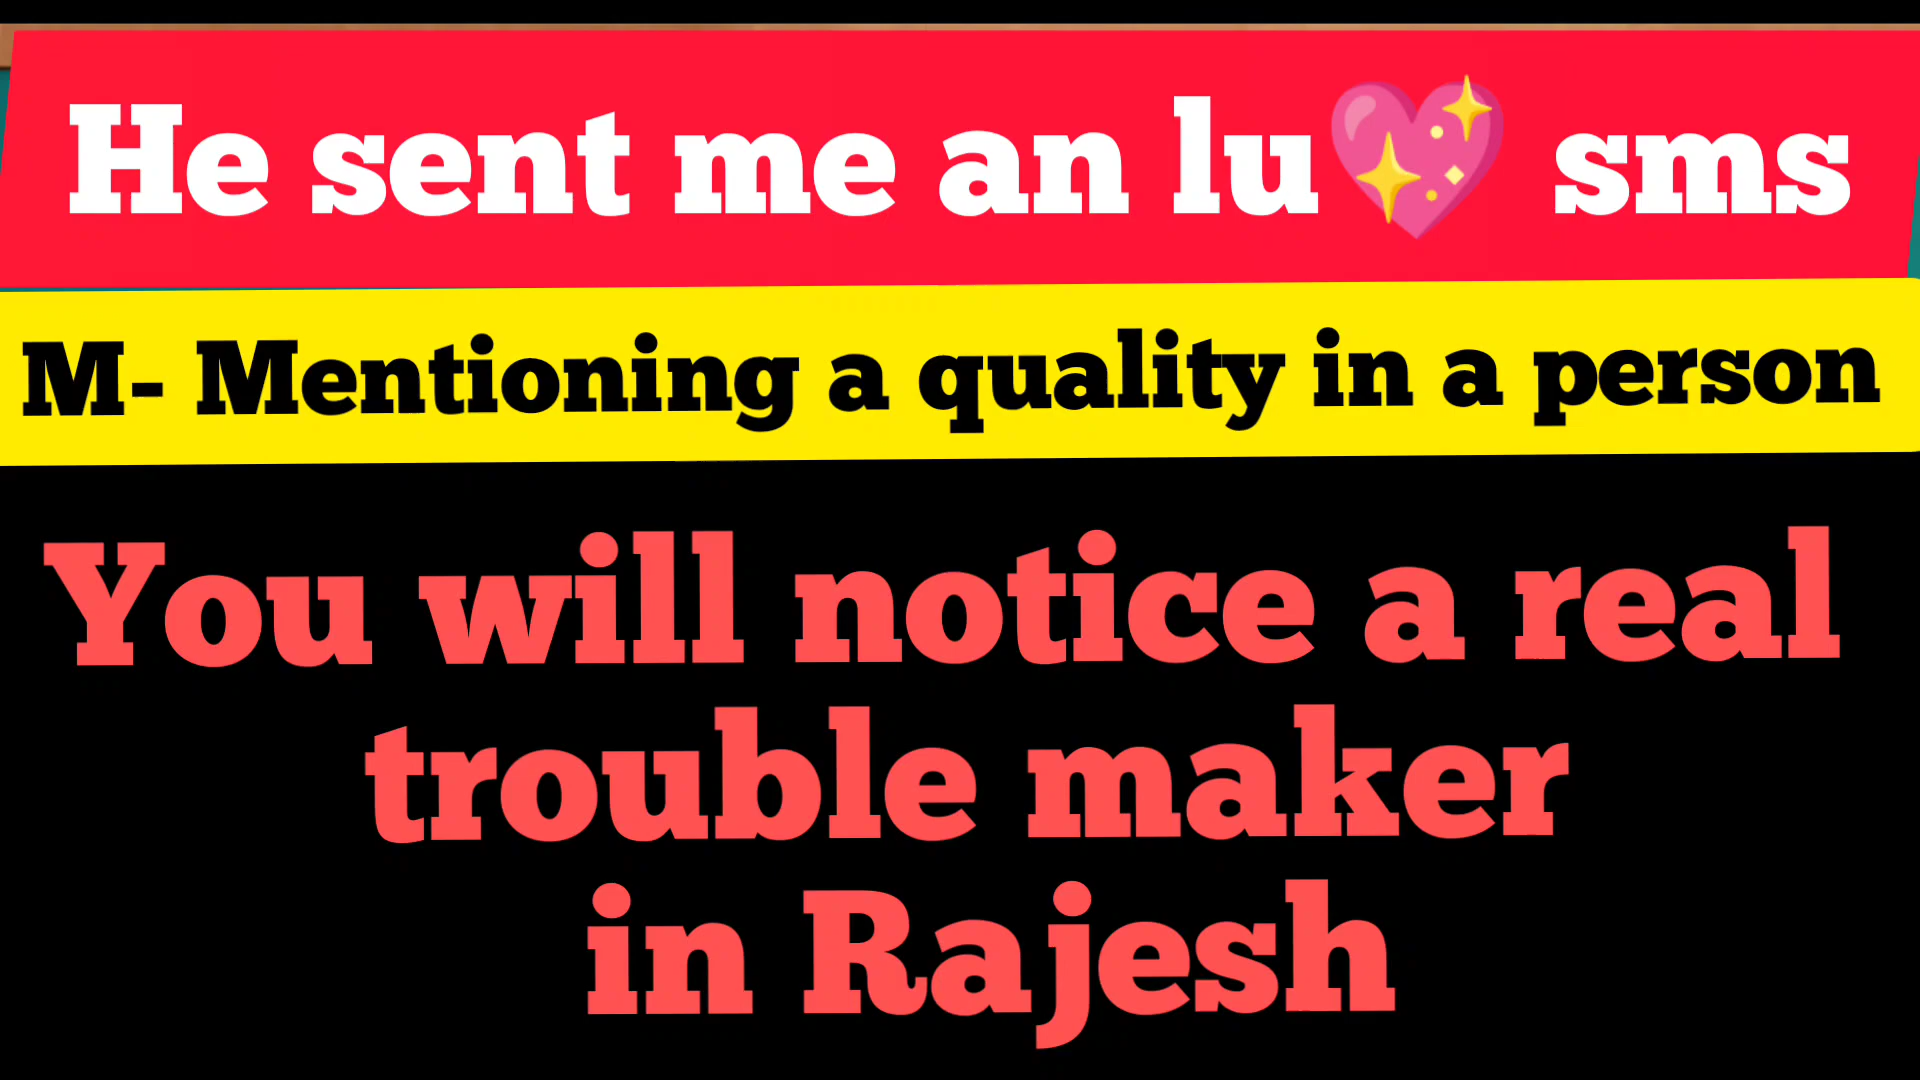 He sent me an lu💖 sms
M- Mentioning a quality in a person
You will notice a real
trouble maker
in Rajesh